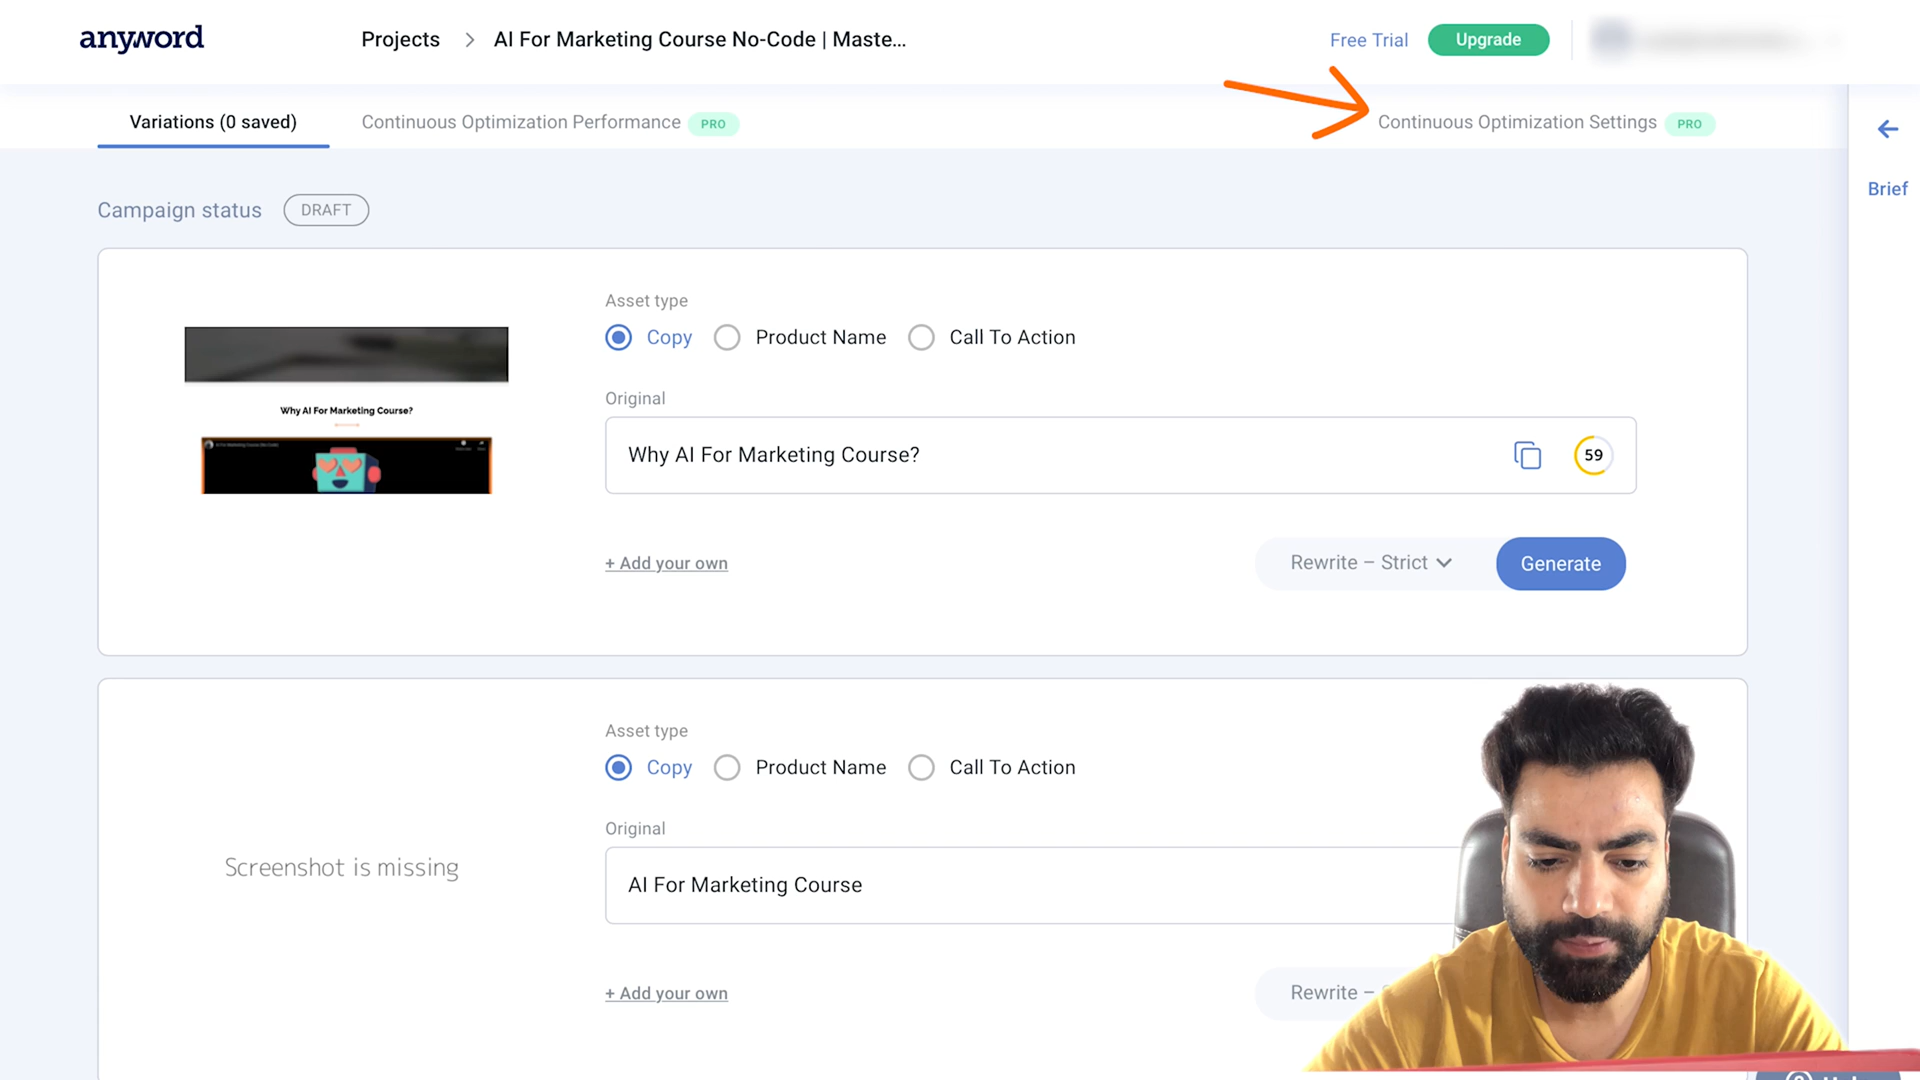 anyword
Projects > AI For Marketing Course No-Code | Maste...
Free Trial
Upgrade
Variations (0 saved)
Continuous Optimization Performance PRO
Continuous Optimization Settings PRO
Brief
Campaign status DRAFT
Asset type
Copy Product Name Call To Action
Why AI For Marketing Course?
Original
Why AI For Marketing Course?
59
+ Add your own
Rewrite – Strict
Generate
Asset type
Copy Product Name Call To Action
Original
Screenshot is missing
AI For Marketing Course
+ Add your own
Rewrite –